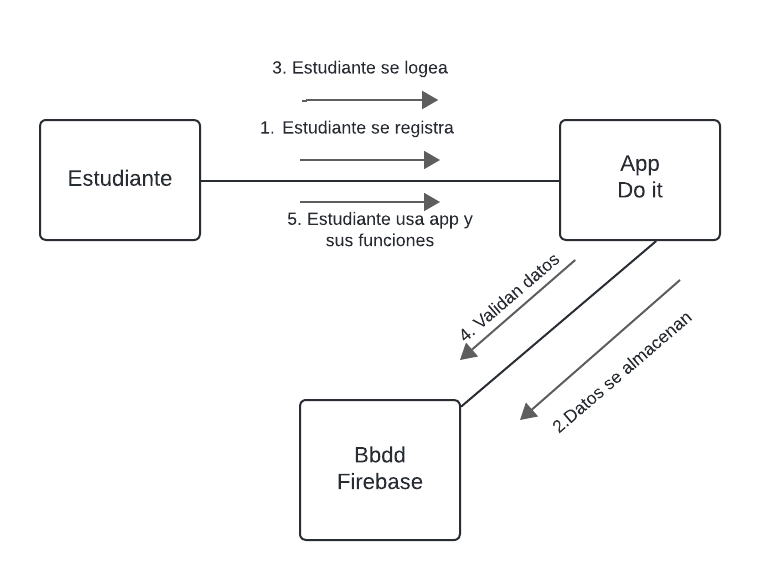 3. Estudiante se logea
1. Estudiante se registra
Estudiante
App
Do it
5. Estudiante usa app y
sus funciones
4. Validan datos
2.Datos se almacenan
Bbdd
Firebase